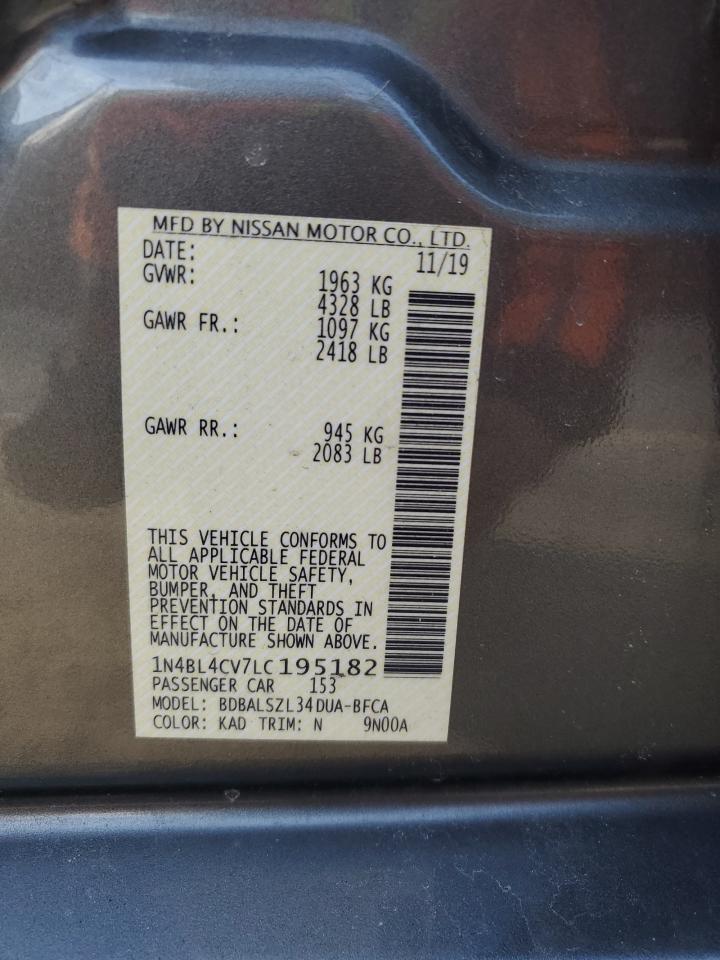 MFD BY NISSAN MOTOR CO., LTD.
DATE: 11/19
GVWR: 1963 KG
4328 LB
GAWR FR.: 1097 KG
2418 LB
GAWR RR.: 945 KG
2083 LB
THIS VEHICLE CONFORMS TO
ALL APPLICABLE FEDERAL
MOTOR VEHICLE SAFETY,
BUMPER, AND THEFT
PREVENTION STANDARDS IN
EFFECT ON THE DATE OF
MANUFACTURE SHOWN ABOVE.
1N4BL4CV7LC195182
PASSENGER CAR 153
MODEL: BDBALSZL34DUA-BFCA
COLOR: KAD TRIM: N 9N00A